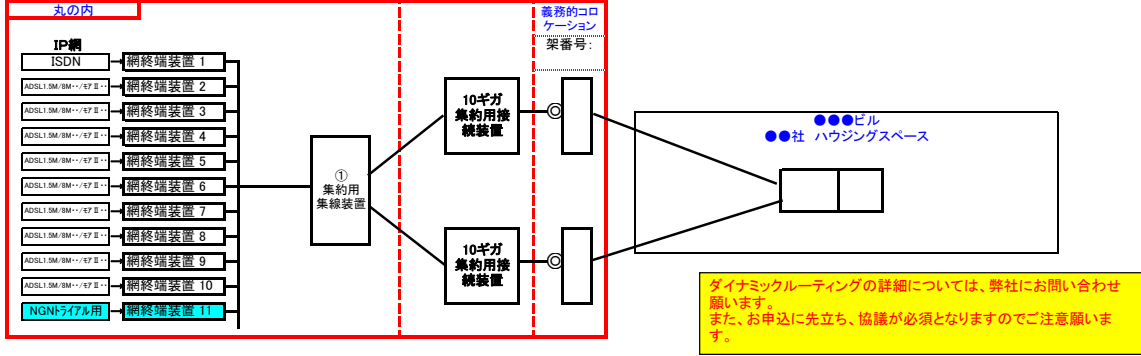 丸の内
義務的コロ
ケーション
架番号:
IP網
ISDN
網終端装置 1
ADSL1.5M/8M・・/モアⅡ・・
網終端装置 2
ADSL1.5M/8M・・/モアⅡ・・
網終端装置 3
ADSL1.5M/8M・・/モアⅡ・・
網終端装置 4
ADSL1.5M/8M・・/モアⅡ・・
網終端装置 5
ADSL1.5M/8M・・/モアⅡ・・
網終端装置 6
ADSL1.5M/8M・・/モアⅡ・・
網終端装置 7
ADSL1.5M/8M・・/モアⅡ・・
網終端装置 8
ADSL1.5M/8M・・/モアⅡ・・
網終端装置 9
ADSL1.5M/8M・・/モアⅡ・・
網終端装置 10
NGNトライアル用
網終端装置 11
①
集約用
集線装置
10ギガ
集約用接
続装置
◎
10ギガ
集約用接
続装置
◎
●●●ビル
●●社 ハウジングスペース
ダイナミックルーティングの詳細については、弊社にお問い合わせ
願います。
また、お申込に先立ち、協議が必須となりますのでご注意願いま
す。